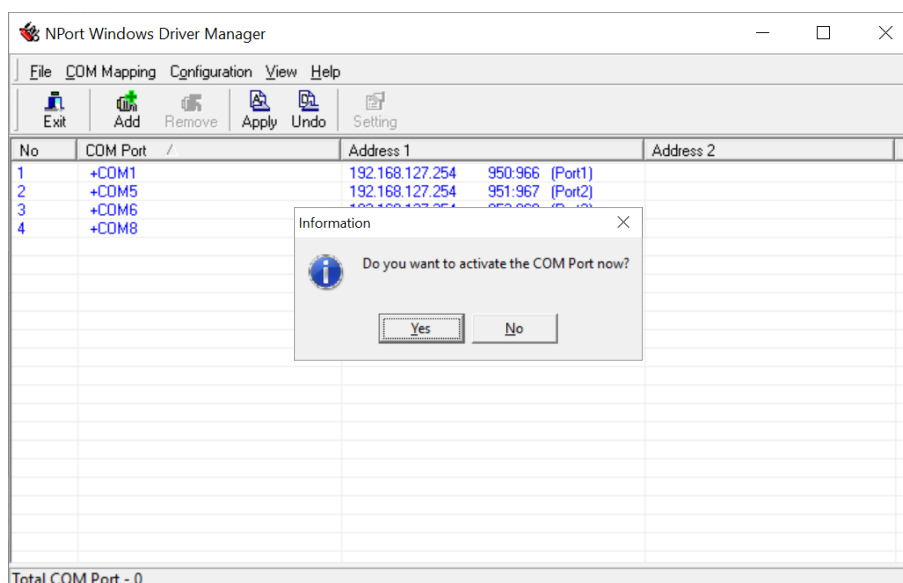 NPort Windows Driver Manager
File COM Mapping Configuration View Help
Exit Add Remove Apply Undo Setting
No COM Port / Address 1 Address 2
1 +COM1 192.168.127.254 950:966 (Port1)
2 +COM5 192.168.127.254 951:967 (Port2)
3 +COM6
4 +COM8
Information
Do you want to activate the COM Port now?
Yes No
Total COM Port - 0